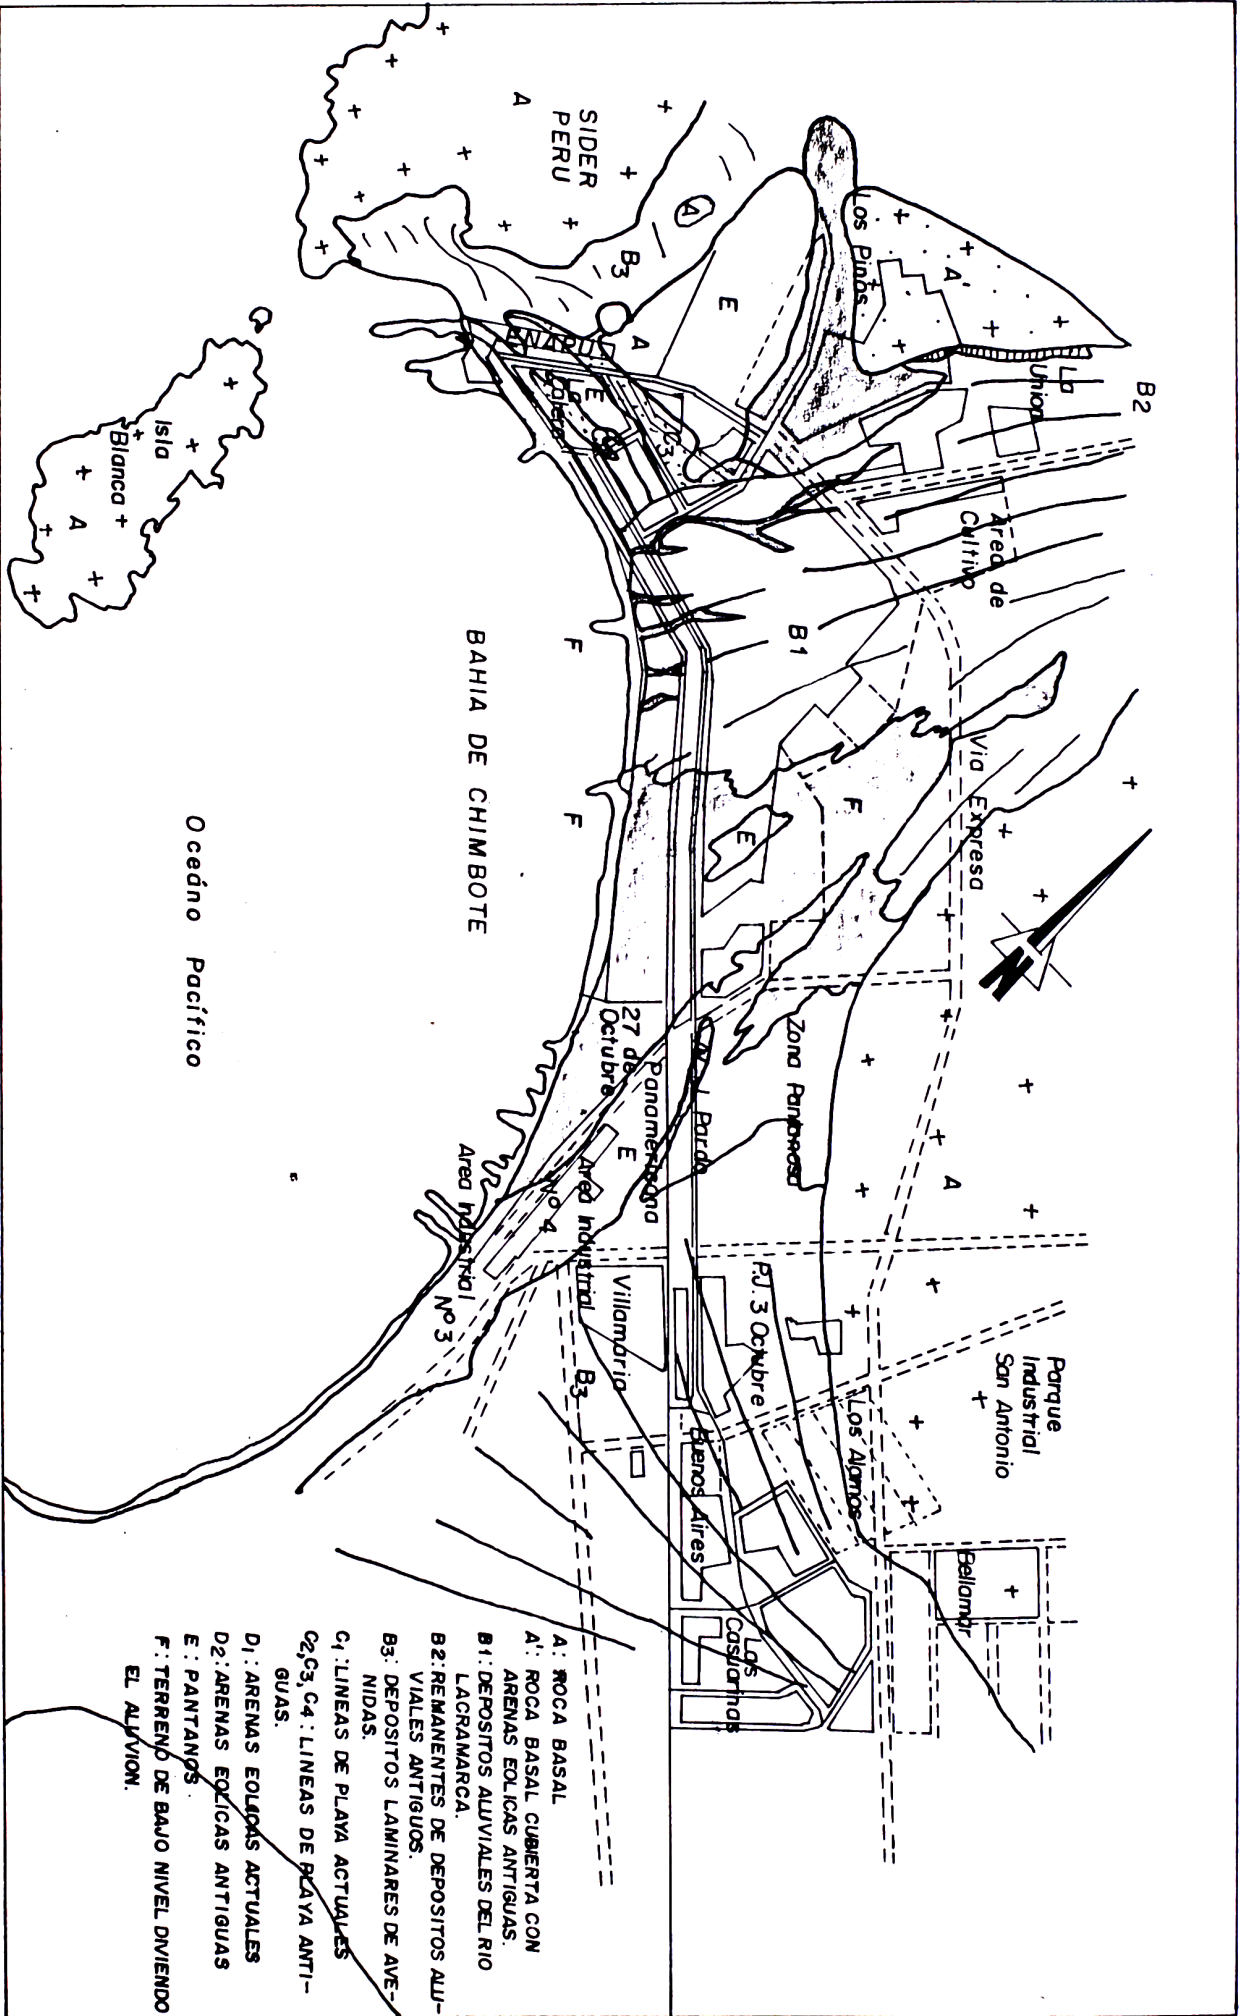 SIDER
PERU
A
A
B3
A
E
Los Pinos
A'
La
Union
B2
ENAPU
E
C3
Area de
Cultivo
B1
Isla
Blanca
A
BAHIA DE CHIMBOTE
Oceáno Pacífico
F
F
F
E
Via Expresa
N
27 de
Octubre
Panamericana
Pardo
Zona Pantanosa
A
E
Area Industrial
Nº 4
Area Industrial
Nº 3
Villamaria
B3
P.J. 3 Octubre
Buenos Aires
Los Alamos
Parque
Industrial
San Antonio
Bellamar
Las
Casuarinas
A: ROCA BASAL
A': ROCA BASAL CUBIERTA CON
ARENAS EOLICAS ANTIGUAS.
B1: DEPOSITOS ALUVIALES DEL RIO
LACRAMARCA.
B2: REMANENTES DE DEPOSITOS ALU-
VIALES ANTIGUOS.
B3: DEPOSITOS LAMINARES DE AVE-
NIDAS.
C1: LINEAS DE PLAYA ACTUALES
C2,C3,C4: LINEAS DE PLAYA ANTI-
GUAS.
D1: ARENAS EOLICAS ACTUALES
D2: ARENAS EOLICAS ANTIGUAS
E: PANTANOS.
F: TERRENO DE BAJO NIVEL DIVIENDO
EL ALUVION.